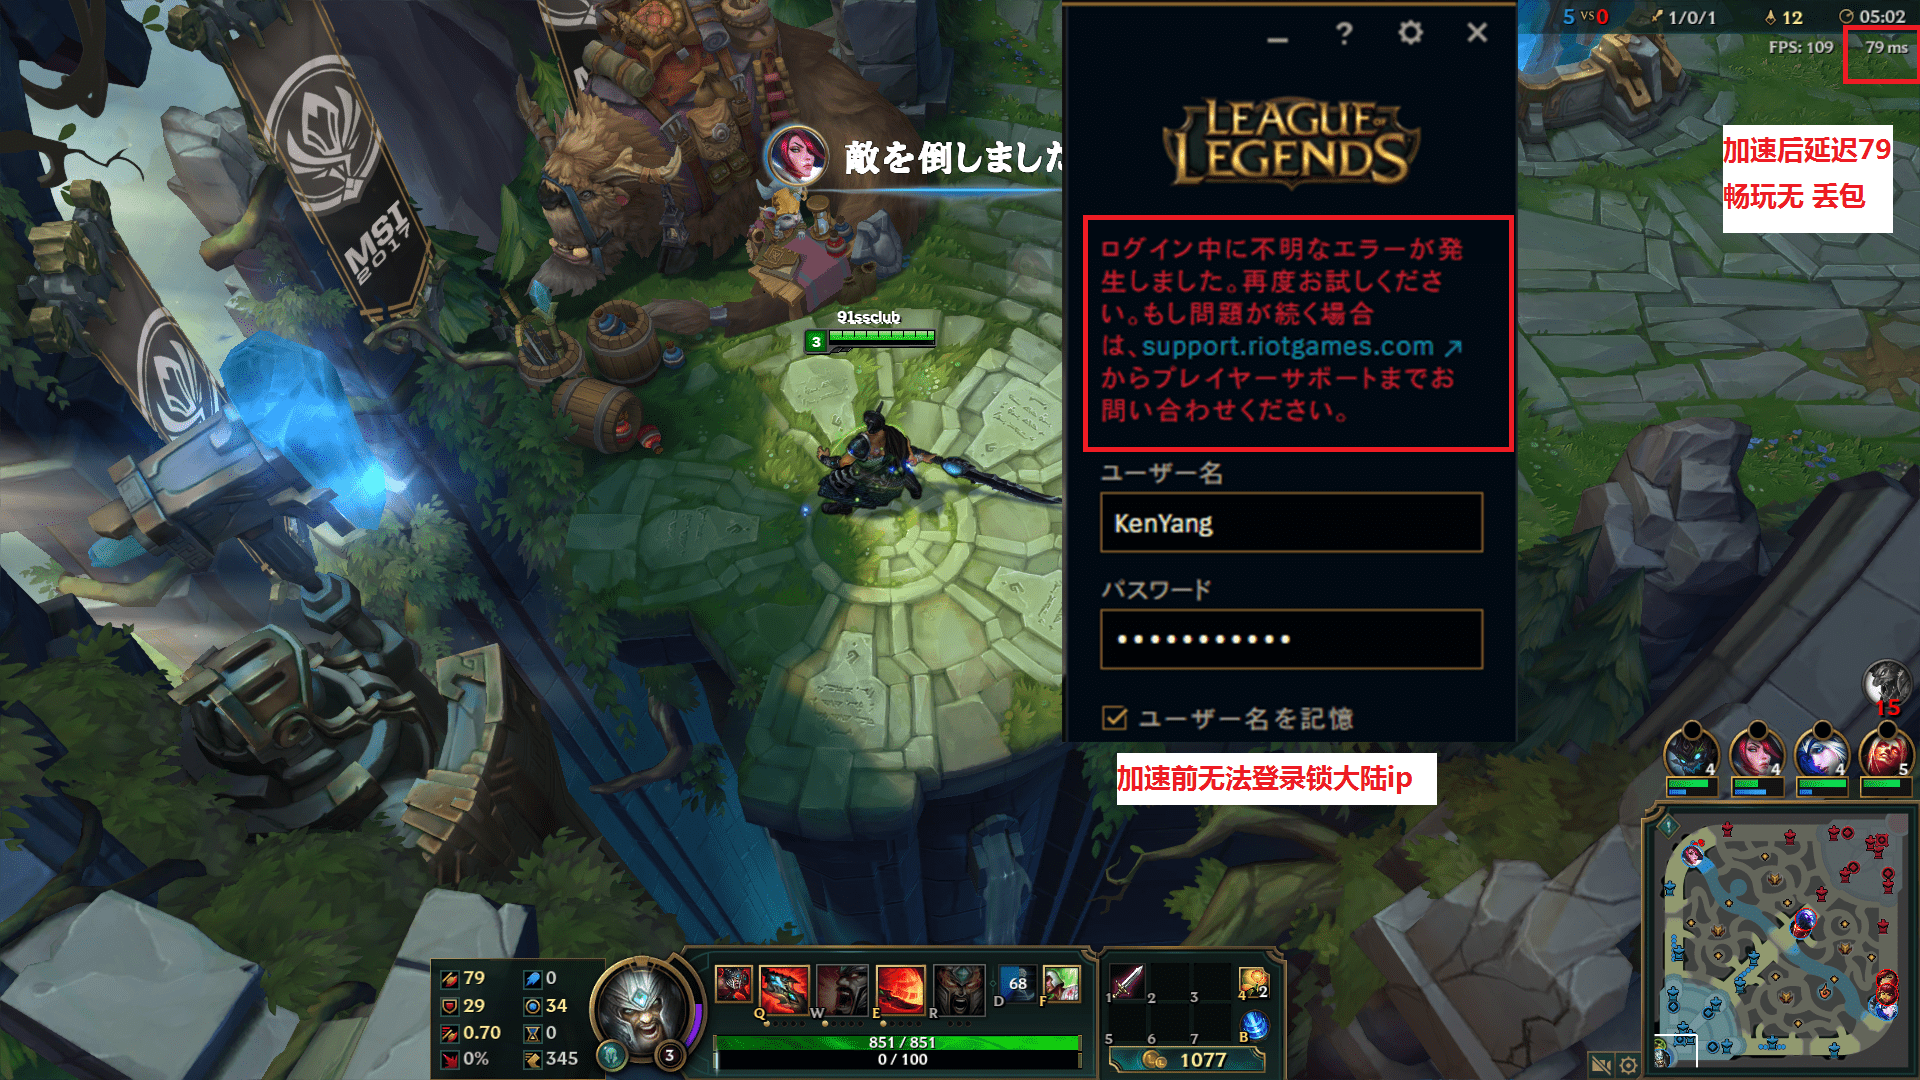 5 vs 0
1/0/1
12
05:02
FPS: 109
79 ms
加速后延迟79
畅玩无 丢包
MSI
2017
敵を倒しました
91ssclub
3
LEAGUE OF
LEGENDS
ログイン中に不明なエラーが発
生しました。再度お試しくださ
い。もし問題が続く場合
は、support.riotgames.com
からプレイヤーサポートまでお
問い合わせください。
ユーザー名
KenYang
パスワード
ユーザー名を記憶
加速前无法登录锁大陆ip
15
4
4
4
5
79
0
29
34
0.70
0
0%
345
3
Q
W
E
R
D
68
F
851 / 851
0 / 100
1
2
3
4
2
5
6
7
B
1077